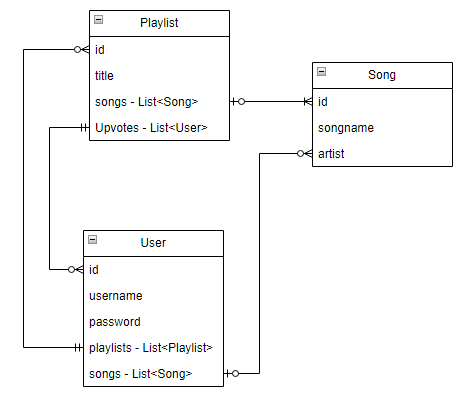 Playlist
id
title
songs - List<Song>
Upvotes - List<User>
Song
id
songname
artist
User
id
username
password
playlists - List<Playlist>
songs - List<Song>